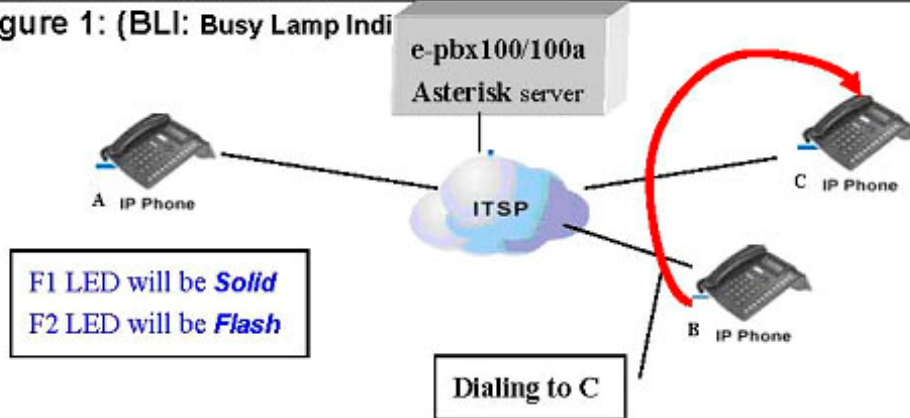 gure 1: (BLI: Busy Lamp Indi
e-pbx100/100a
Asterisk server
ITSP
A IP Phone
C IP Phone
F1 LED will be Solid
F2 LED will be Flash
B IP Phone
Dialing to C